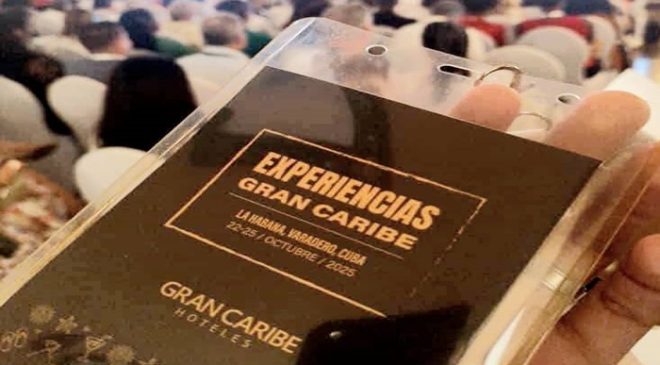 EXPERIENCIAS
GRAN CARIBE
LA HABANA, VARADERO, CUBA
22-25 / OCTUBRE / 2025
GRAN CARIBE
HOTELES